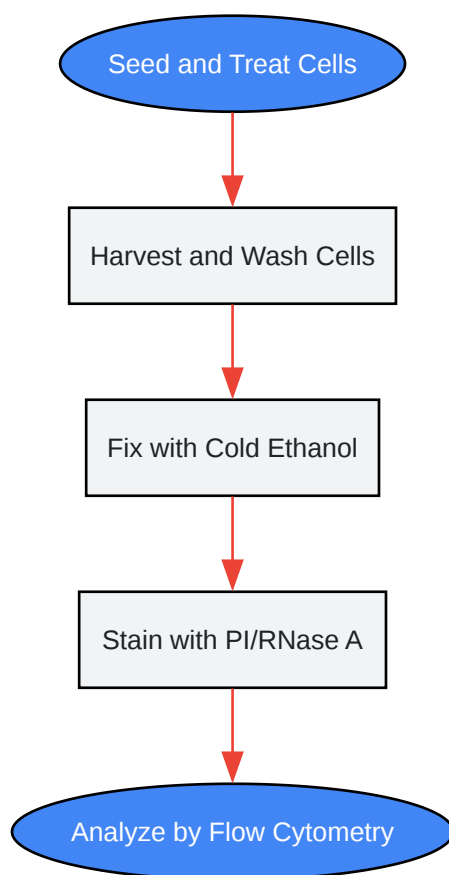 Seed and Treat Cells
Harvest and Wash Cells
Fix with Cold Ethanol
Stain with PI/RNase A
Analyze by Flow Cytometry